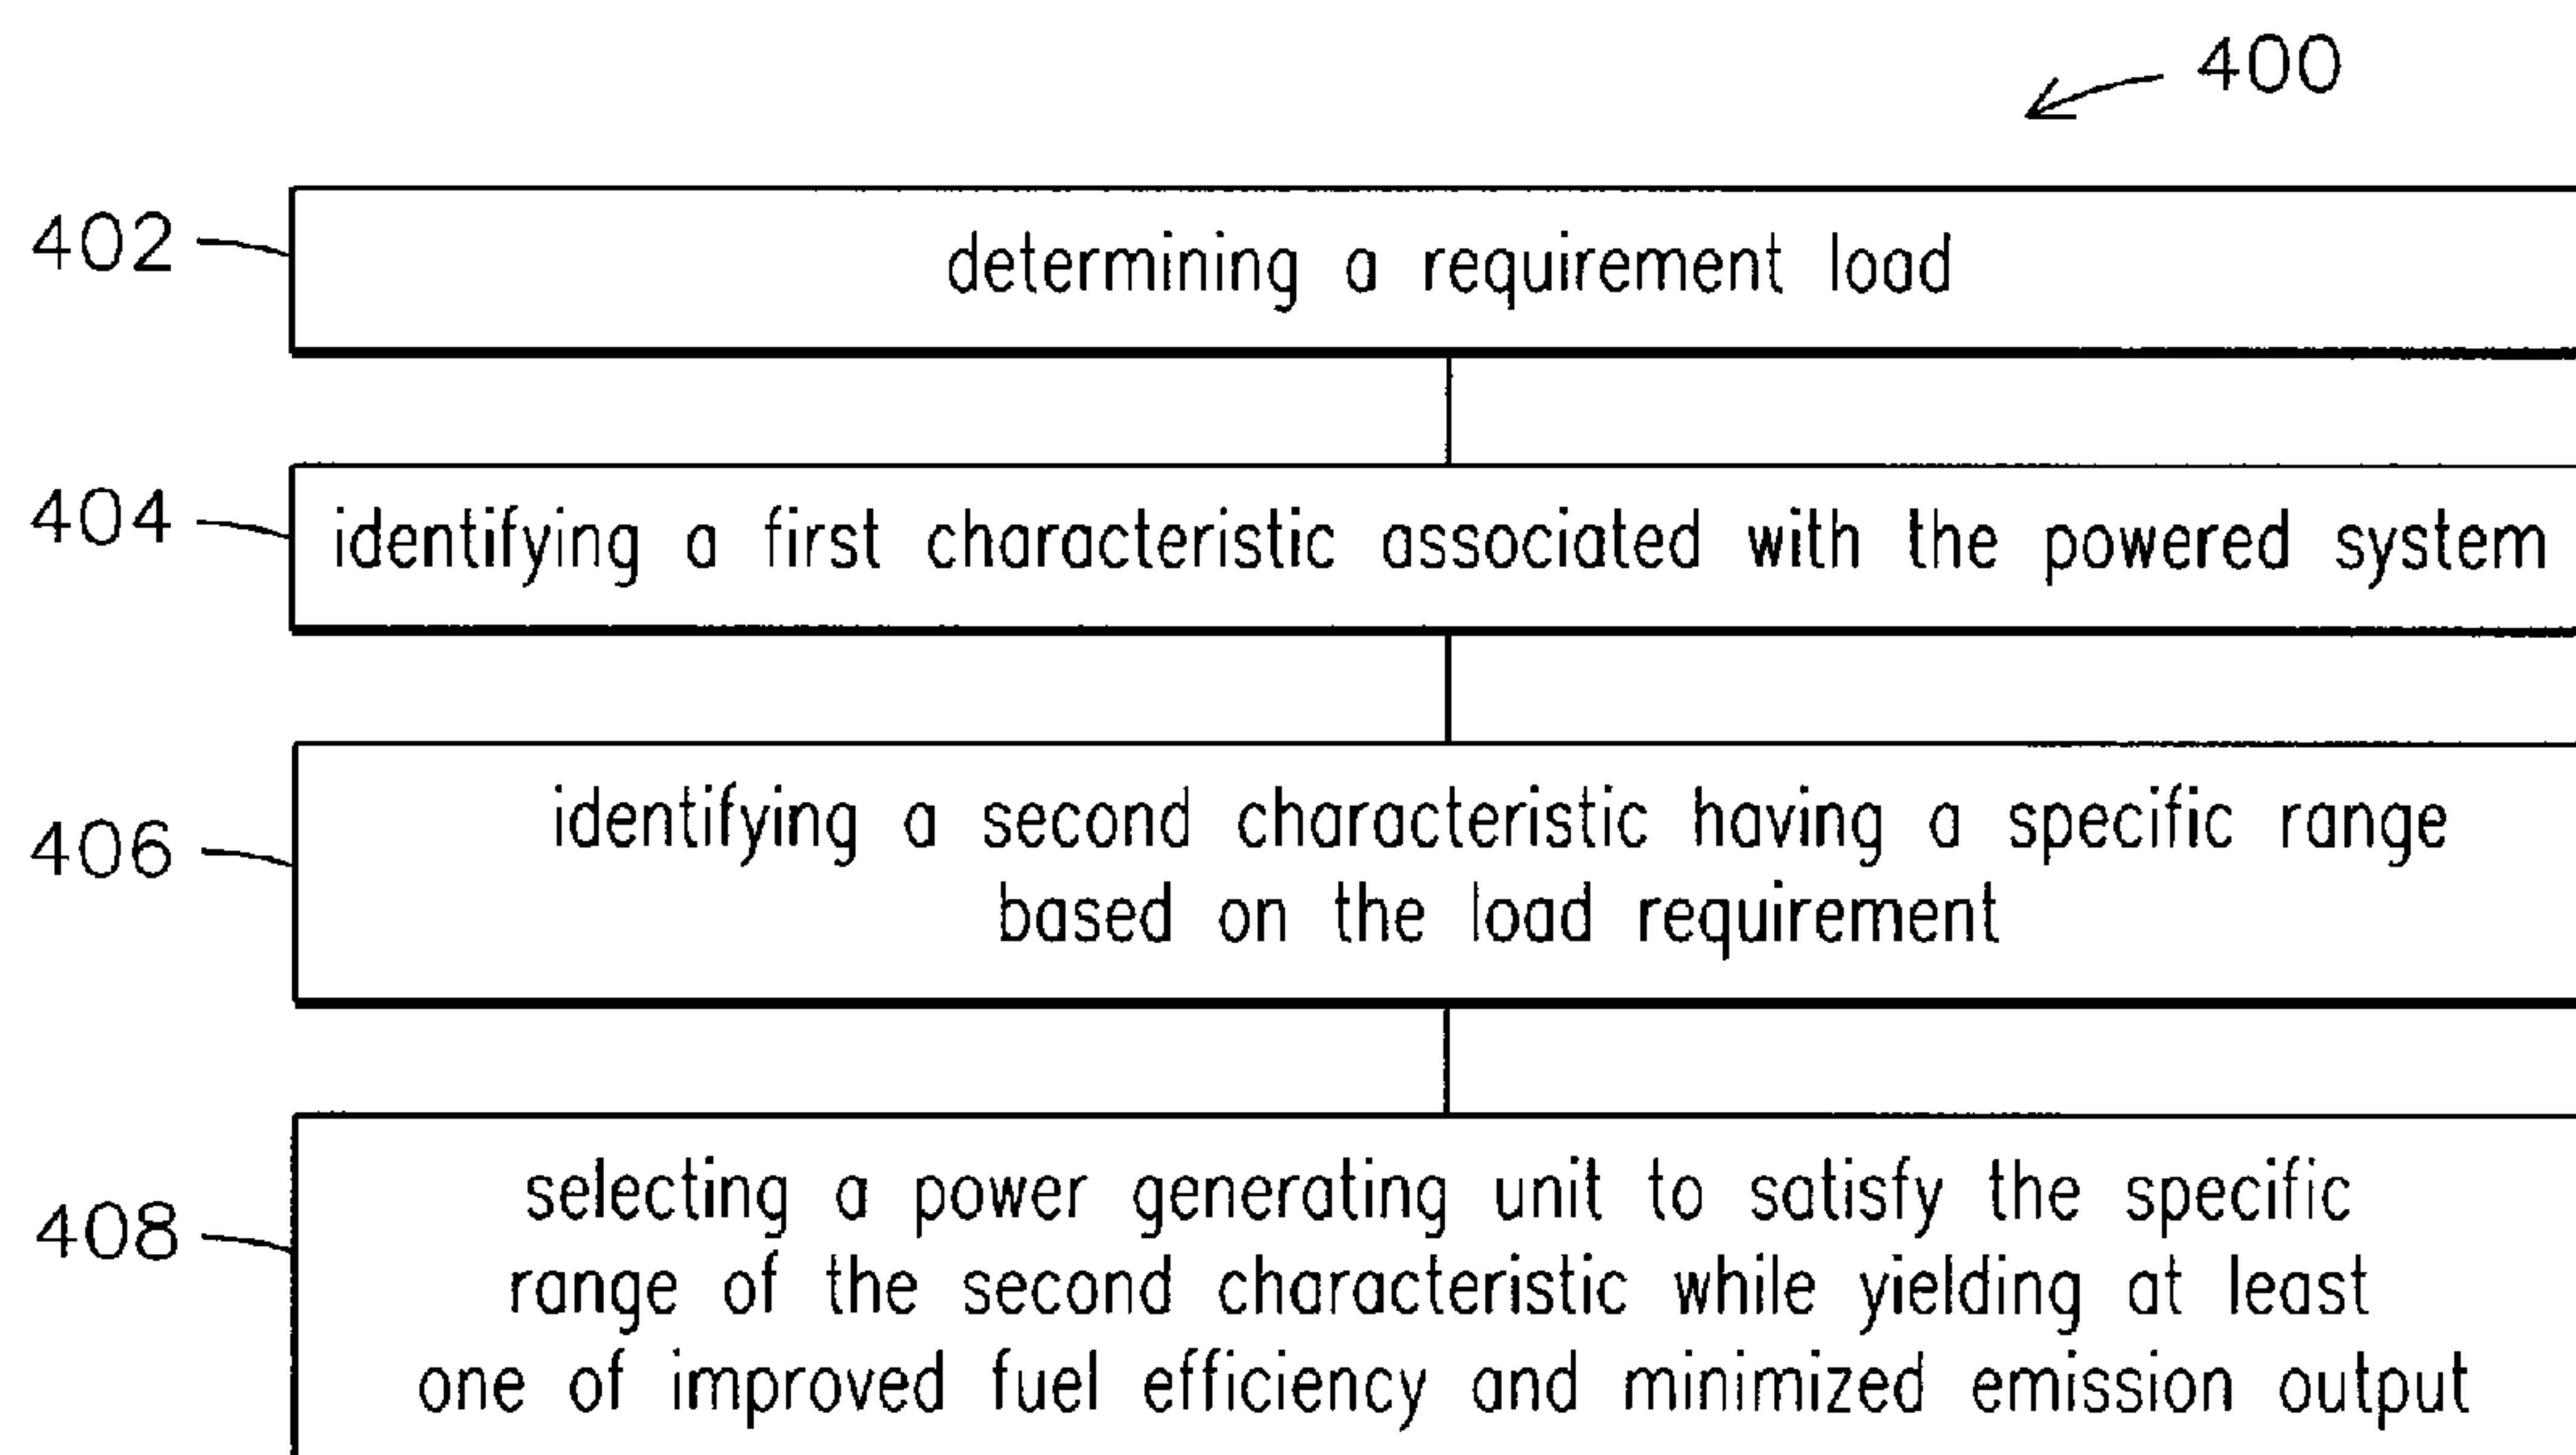 400
402
determining a requirement load
404
identifying a first characteristic associated with the powered system
406
identifying a second characteristic having a specific range
based on the load requirement
408
selecting a power generating unit to satisfy the specific
range of the second characteristic while yielding at least
one of improved fuel efficiency and minimized emission output